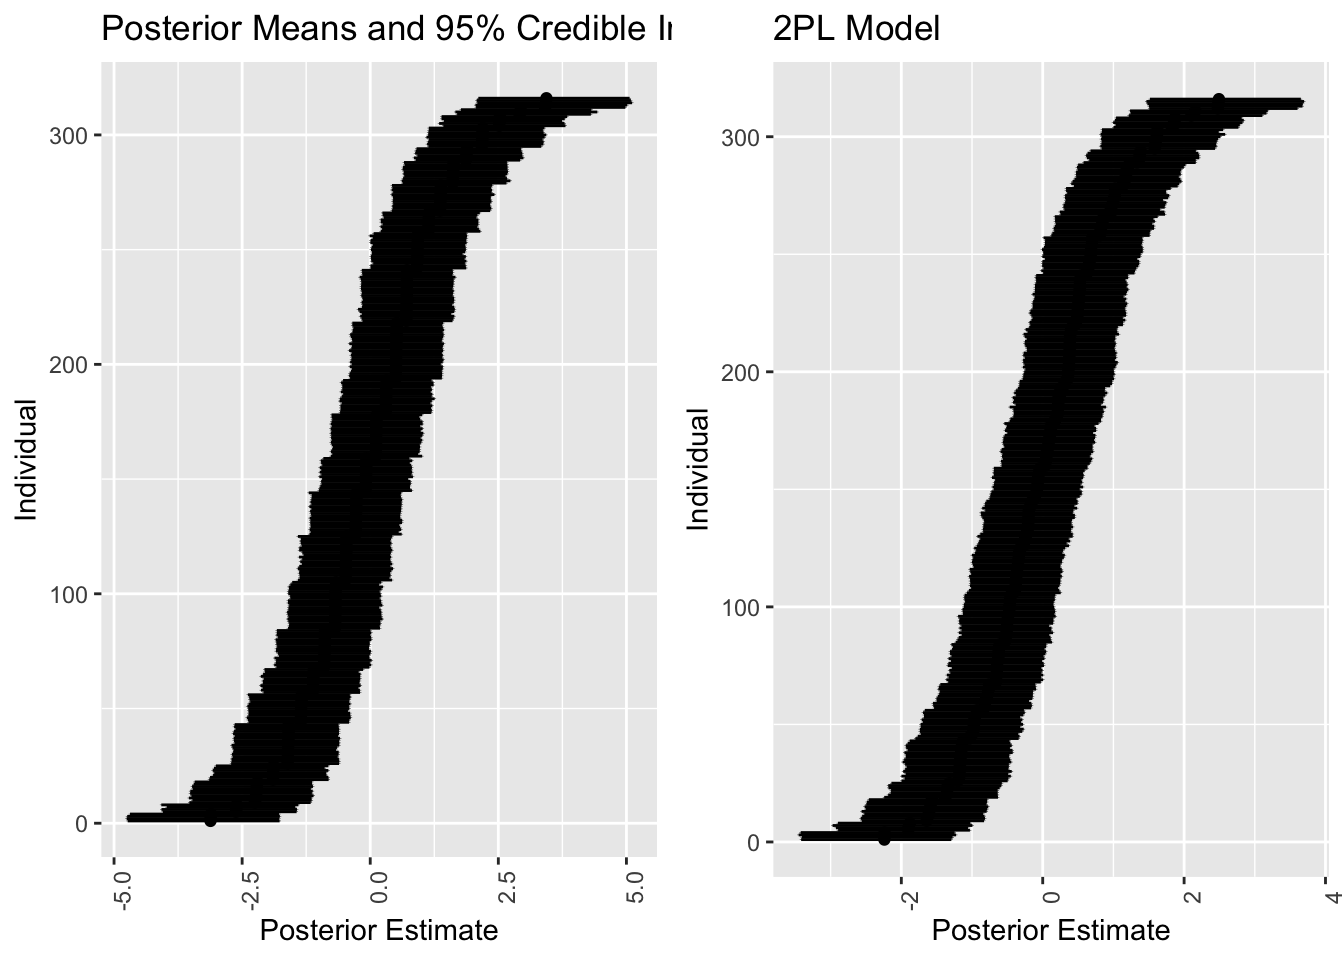 Posterior Means and 95% Credible
2PL Model
Individual
300
200
100
0
-5.0
-2.5
0.0
2.5
5.0
Posterior Estimate
Individual
300
200
100
0
-2
0
2
4
Posterior Estimate